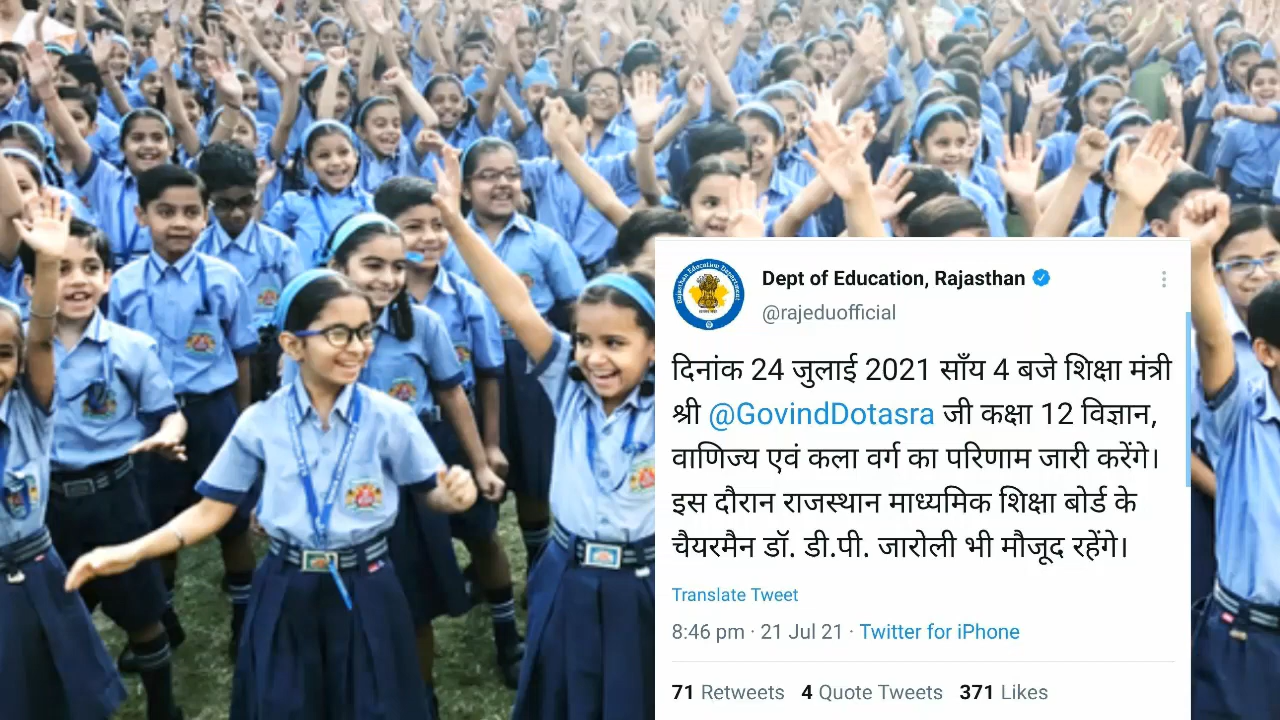 Dept of Education, Rajasthan
@rajeduofficial
दिनांक 24 जुलाई 2021 साँय 4 बजे शिक्षा मंत्री
श्री @GovindDotasra जी कक्षा 12 विज्ञान,
वाणिज्य एवं कला वर्ग का परिणाम जारी करेंगे।
इस दौरान राजस्थान माध्यमिक शिक्षा बोर्ड के
चैयरमैन डॉ. डी.पी. जारोली भी मौजूद रहेंगे।
Translate Tweet
8:46 pm · 21 Jul 21 · Twitter for iPhone
71 Retweets 4 Quote Tweets 371 Likes